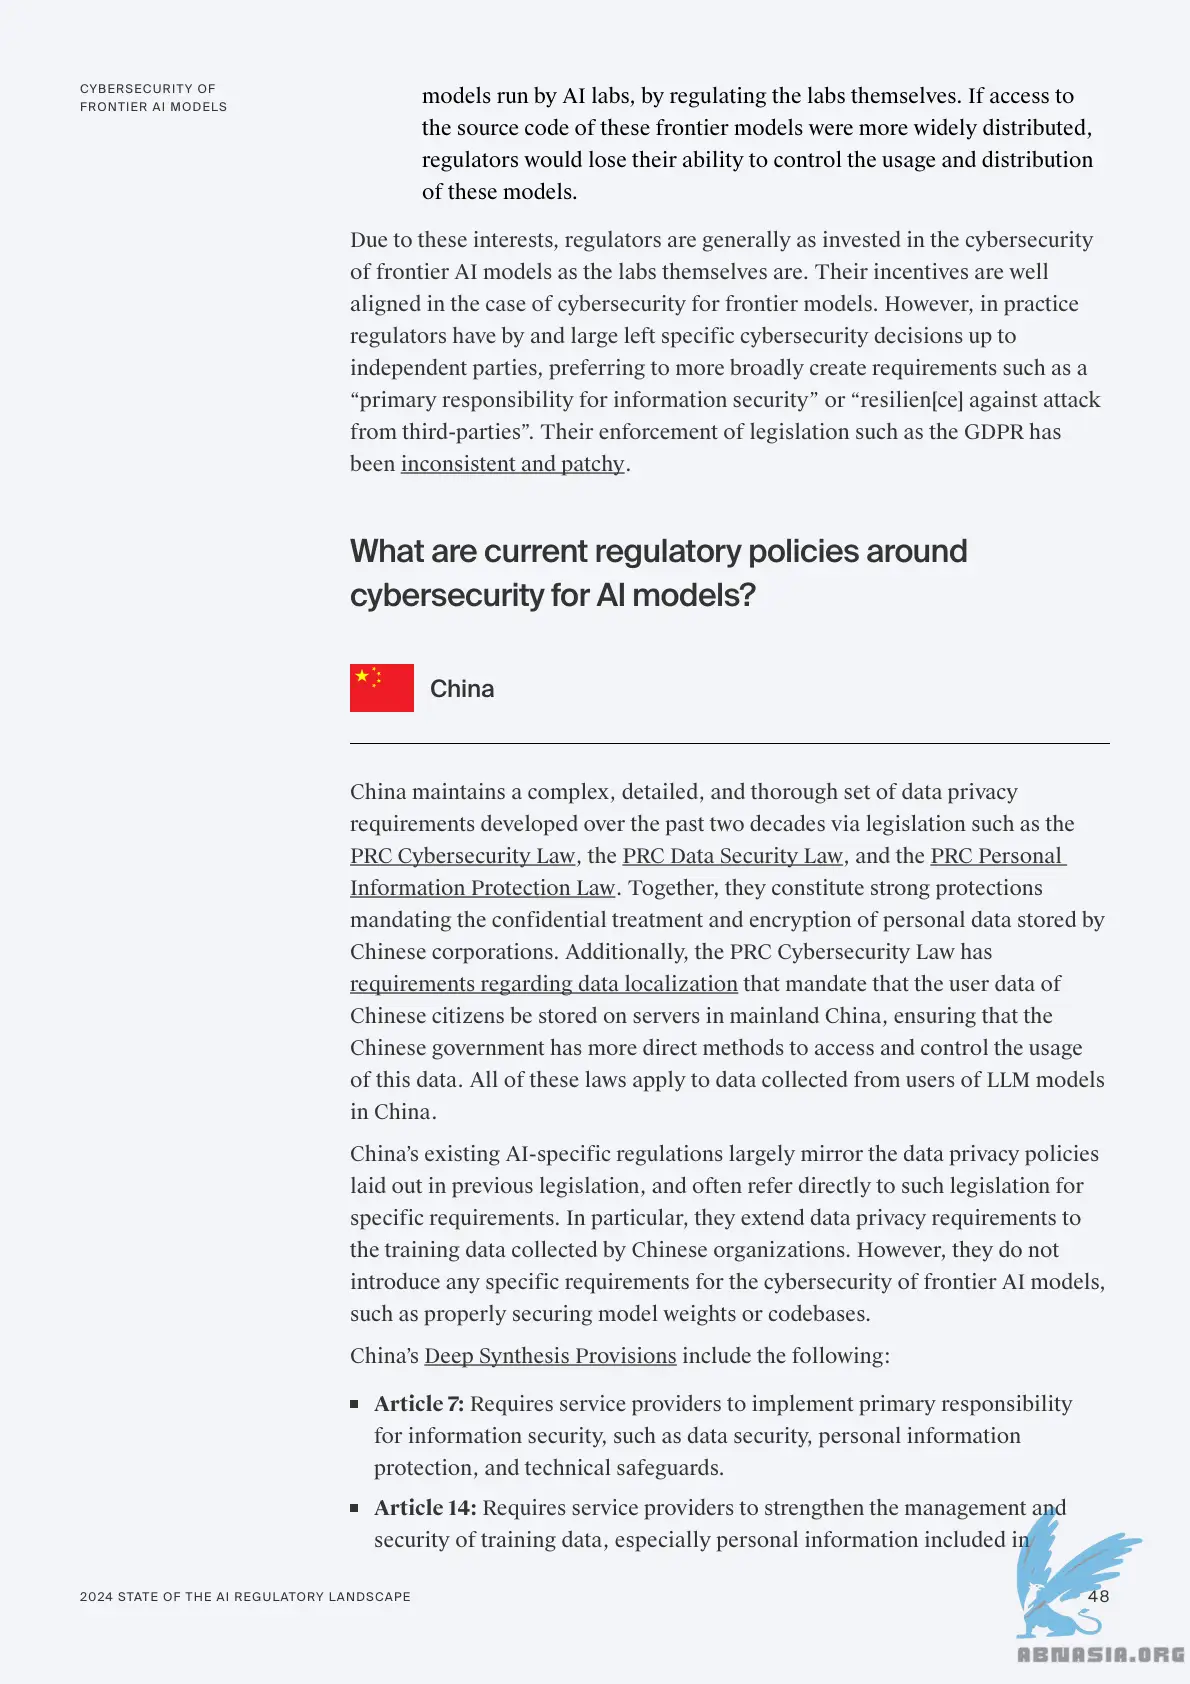 CYBERSECURITY OF
FRONTIER AI MODELS
models run by AI labs, by regulating the labs themselves. If access to
the source code of these frontier models were more widely distributed,
regulators would lose their ability to control the usage and distribution
of these models.
Due to these interests, regulators are generally as invested in the cybersecurity
of frontier AI models as the labs themselves are. Their incentives are well
aligned in the case of cybersecurity for frontier models. However, in practice
regulators have by and large left specific cybersecurity decisions up to
independent parties, preferring to more broadly create requirements such as a
“primary responsibility for information security” or “resilien[ce] against attack
from third-parties”. Their enforcement of legislation such as the GDPR has
been inconsistent and patchy.
What are current regulatory policies around
cybersecurity for AI models?
China
China maintains a complex, detailed, and thorough set of data privacy
requirements developed over the past two decades via legislation such as the
PRC Cybersecurity Law, the PRC Data Security Law, and the PRC Personal
Information Protection Law. Together, they constitute strong protections
mandating the confidential treatment and encryption of personal data stored by
Chinese corporations. Additionally, the PRC Cybersecurity Law has
requirements regarding data localization that mandate that the user data of
Chinese citizens be stored on servers in mainland China, ensuring that the
Chinese government has more direct methods to access and control the usage
of this data. All of these laws apply to data collected from users of LLM models
in China.
China’s existing AI-specific regulations largely mirror the data privacy policies
laid out in previous legislation, and often refer directly to such legislation for
specific requirements. In particular, they extend data privacy requirements to
the training data collected by Chinese organizations. However, they do not
introduce any specific requirements for the cybersecurity of frontier AI models,
such as properly securing model weights or codebases.
China’s Deep Synthesis Provisions include the following:
■ Article 7: Requires service providers to implement primary responsibility
for information security, such as data security, personal information
protection, and technical safeguards.
■ Article 14: Requires service providers to strengthen the management and
security of training data, especially personal information included in
2024 STATE OF THE AI REGULATORY LANDSCAPE
48
ABNASIA.ORG